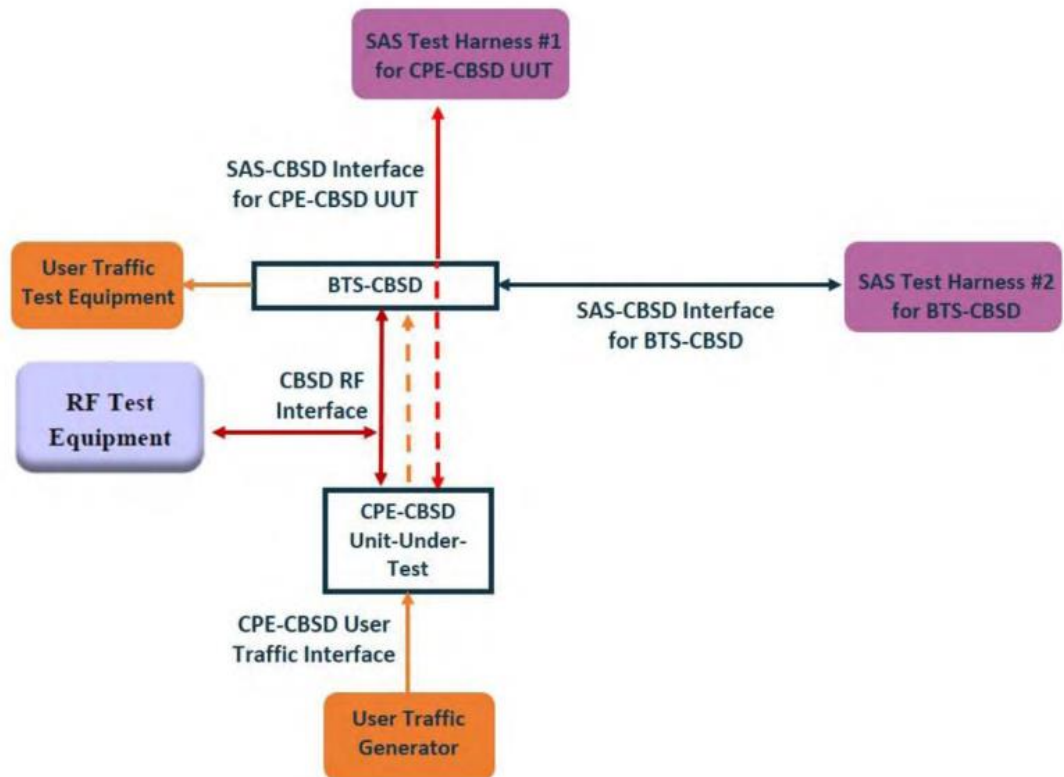 SAS Test Harness #1
for CPE-CBSD UUT
SAS-CBSD Interface
for CPE-CBSD UUT
User Traffic
Test Equipment
BTS-CBSD
SAS Test Harness #2
for BTS-CBSD
SAS-CBSD Interface
for BTS-CBSD
CBSD RF
Interface
RF Test
Equipment
CPE-CBSD
Unit-Under-
Test
CPE-CBSD User
Traffic Interface
User Traffic
Generator